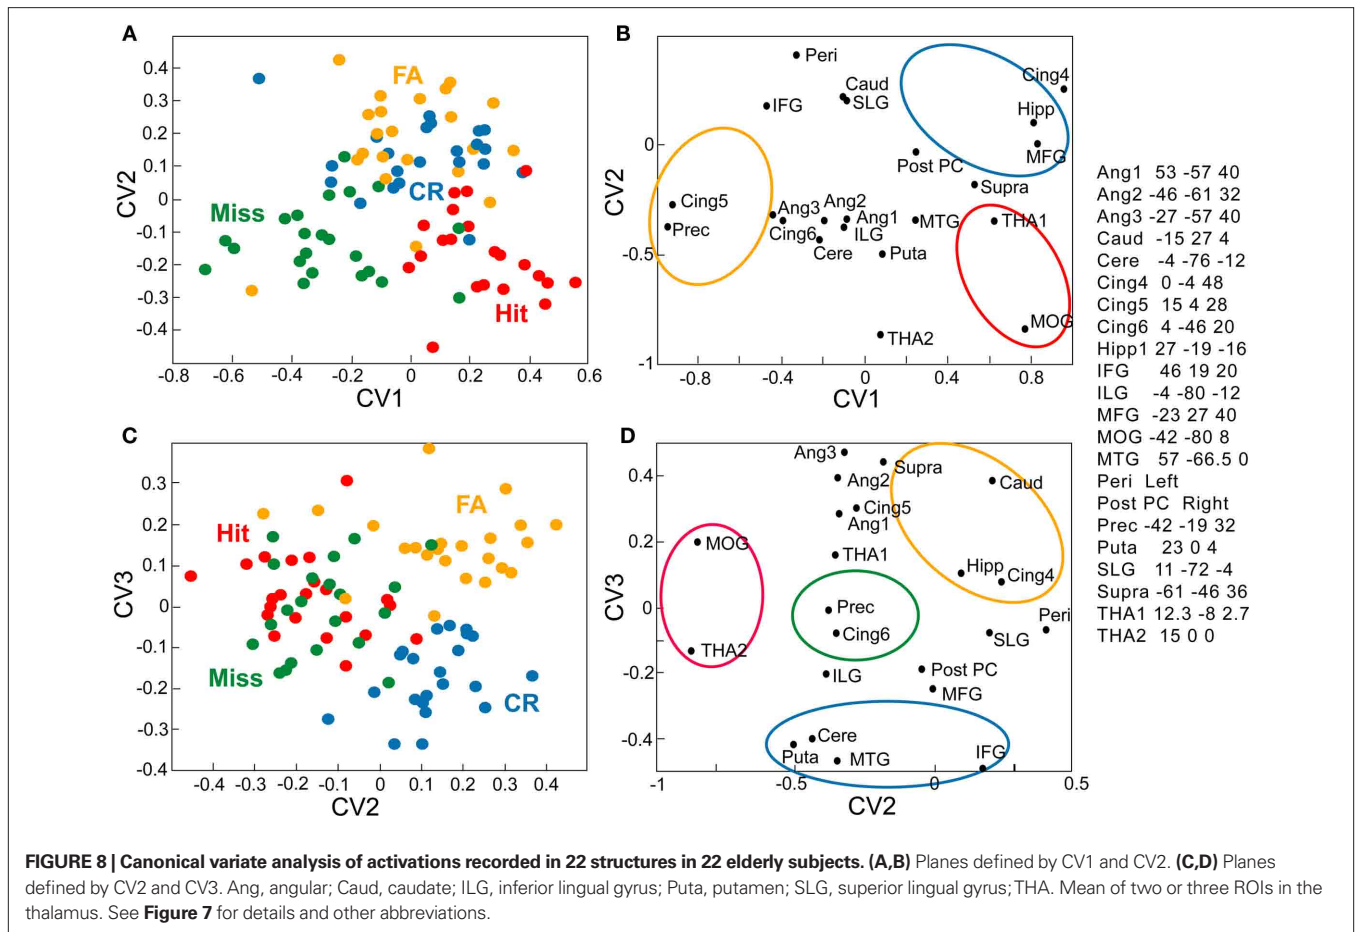 A
0.4
0.3
0.2
0.1
0
-0.1
-0.2
-0.3
-0.4
CV2
FA
CR
Miss
Hit
-0.8 -0.6 -0.4 -0.2 0 0.2 0.4 0.6
CV1
B
0
-0.5
-1
CV2
Peri
Cing4
Caud
SLG
IFG
Hipp
MFG
Post PC
Supra
Cing5
Prec
Ang3
Ang2
Cing6
Ang1
ILG
MTG
THA1
Cere
Puta
MOG
THA2
-0.8 -0.4 0 0.4 0.8
CV1
C
0.3
0.2
0.1
0
-0.1
-0.2
-0.3
-0.4
CV3
FA
Hit
Miss
CR
-0.4 -0.3 -0.2 -0.1 0 0.1 0.2 0.3 0.4
CV2
D
0.4
0.2
0
-0.2
-0.4
CV3
Ang3
Supra
Ang2
Caud
Cing5
Ang1
MOG
THA1
Hipp
Cing4
Prec
Peri
Cing6
SLG
THA2
ILG
Post PC
MFG
Cere
Puta
MTG
IFG
-1 -0.5 0 0.5
CV2
Ang1 53 -57 40
Ang2 -46 -61 32
Ang3 -27 -57 40
Caud -15 27 4
Cere -4 -76 -12
Cing4 0 -4 48
Cing5 15 4 28
Cing6 4 -46 20
Hipp1 27 -19 -16
IFG 46 19 20
ILG -4 -80 -12
MFG -23 27 40
MOG -42 -80 8
MTG 57 -66.5 0
Peri Left
Post PC Right
Prec -42 -19 32
Puta 23 0 4
SLG 11 -72 -4
Supra -61 -46 36
THA1 12.3 -8 2.7
THA2 15 0 0
FIGURE 8 | Canonical variate analysis of activations recorded in 22 structures in 22 elderly subjects. (A,B) Planes defined by CV1 and CV2. (C,D) Planes
defined by CV2 and CV3. Ang, angular; Caud, caudate; ILG, inferior lingual gyrus; Puta, putamen; SLG, superior lingual gyrus; THA. Mean of two or three ROIs in the
thalamus. See Figure 7 for details and other abbreviations.